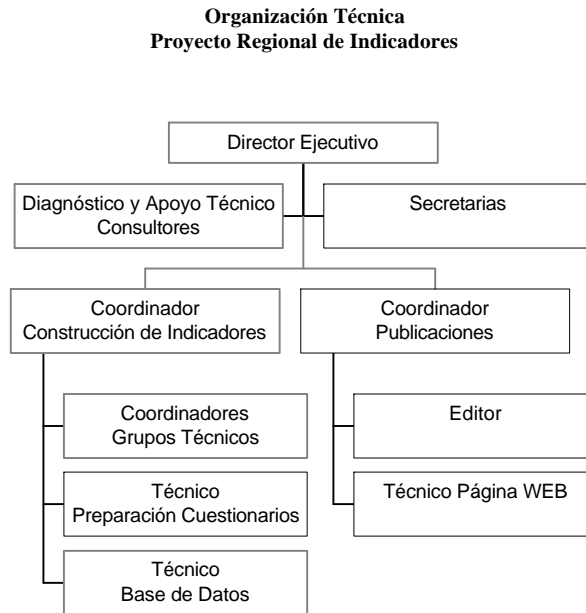 Organización Técnica
Proyecto Regional de Indicadores
Director Ejecutivo
Diagnóstico y Apoyo Técnico
Consultores
Secretarias
Coordinador
Construcción de Indicadores
Coordinador
Publicaciones
Coordinadores
Grupos Técnicos
Técnico
Preparación Cuestionarios
Técnico
Base de Datos
Editor
Técnico Página WEB